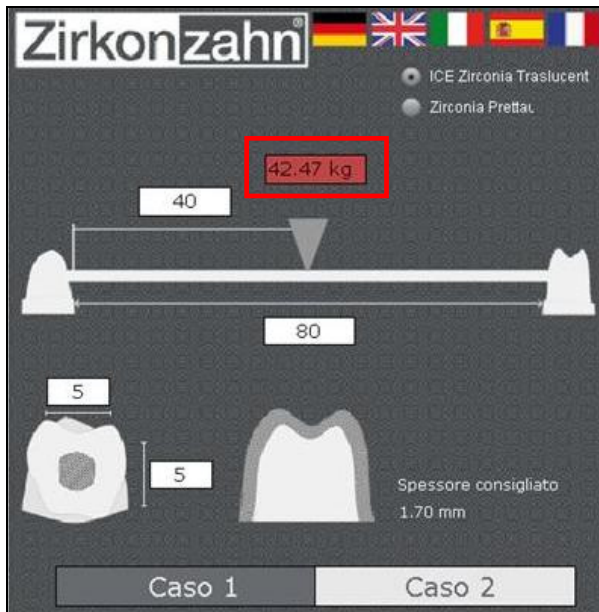 Zirkonzahn®
ICE Zirconia Traslucent
Zirconia Prettau
42.47 kg
40
80
5
5
Spessore consigliato
1.70 mm
Caso 1
Caso 2